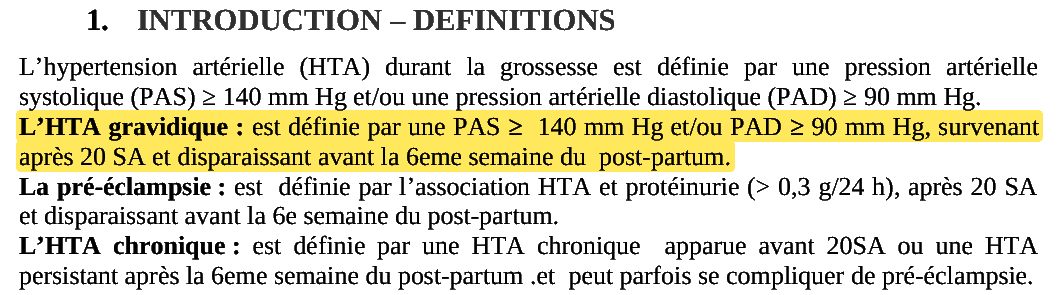 1. INTRODUCTION – DEFINITIONS
L’hypertension artérielle (HTA) durant la grossesse est définie par une pression artérielle
systolique (PAS) ≥ 140 mm Hg et/ou une pression artérielle diastolique (PAD) ≥ 90 mm Hg.
L’HTA gravidique : est définie par une PAS ≥ 140 mm Hg et/ou PAD ≥ 90 mm Hg, survenant
après 20 SA et disparaissant avant la 6eme semaine du post-partum.
La pré-éclampsie : est définie par l’association HTA et protéinurie (> 0,3 g/24 h), après 20 SA
et disparaissant avant la 6e semaine du post-partum.
L’HTA chronique : est définie par une HTA chronique apparue avant 20SA ou une HTA
persistant après la 6eme semaine du post-partum .et peut parfois se compliquer de pré-éclampsie.